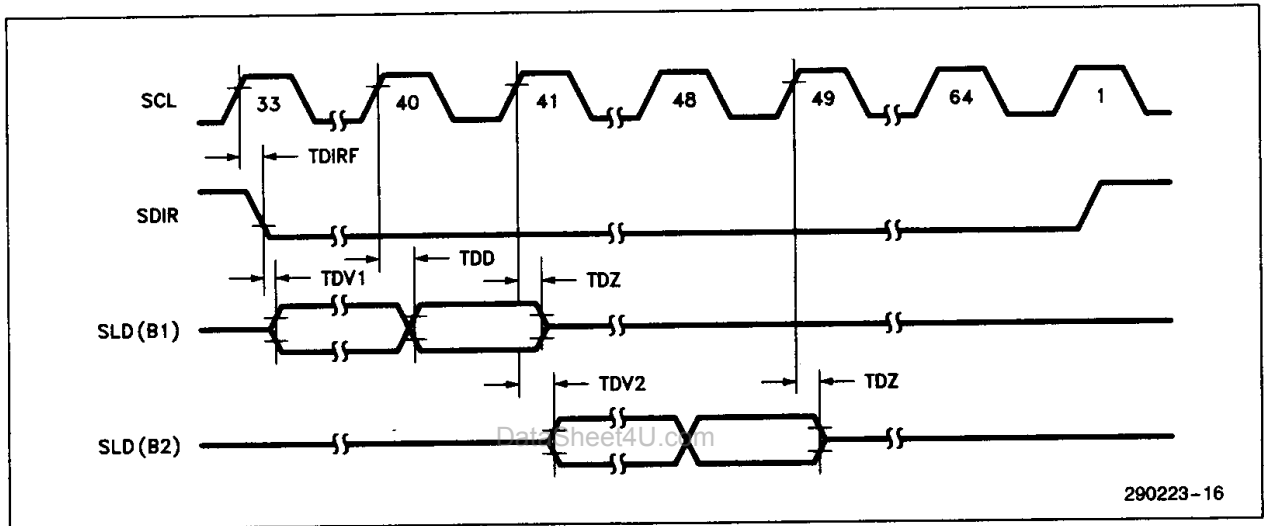 SCL 33 40 41 48 49 64 1
TDIRF
SDIR
TDV1 TDD TDZ
SLD(B1)
TDV2 TDZ
SLD(B2)
DataSheet4U.com
290223-16